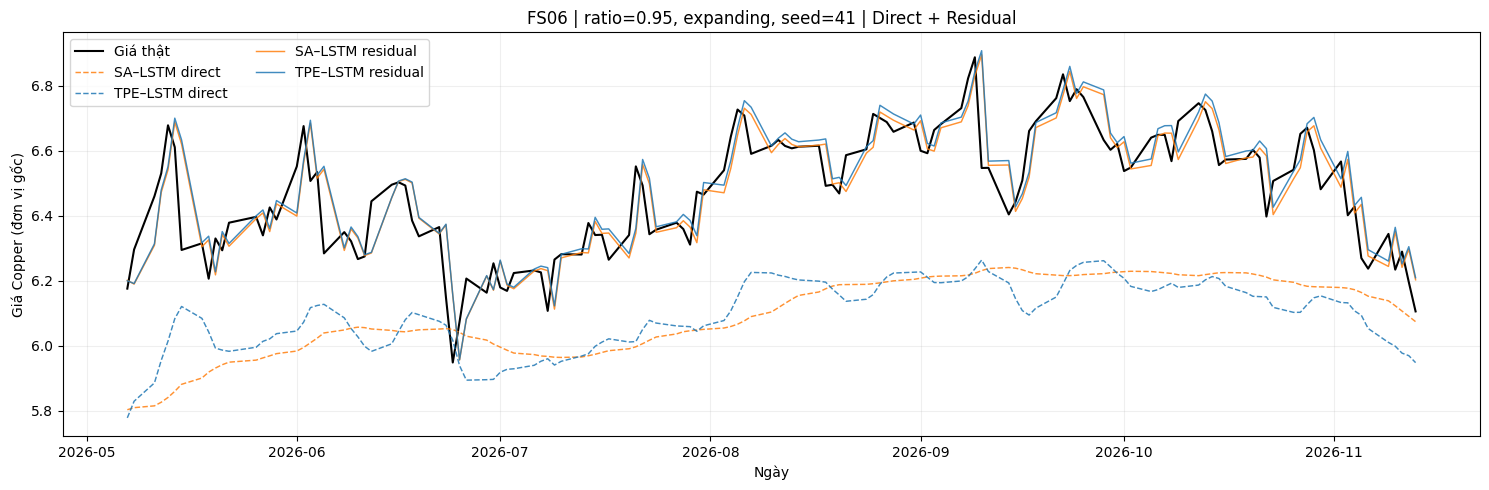 FS06 | ratio=0.95, expanding, seed=41 | Direct + Residual
Giá thật
SA–LSTM direct
TPE–LSTM direct
SA–LSTM residual
TPE–LSTM residual
Giá Copper (đơn vị gốc)
6.8
6.6
6.4
6.2
6.0
5.8
2026-05
2026-06
2026-07
2026-08
2026-09
2026-10
2026-11
Ngày